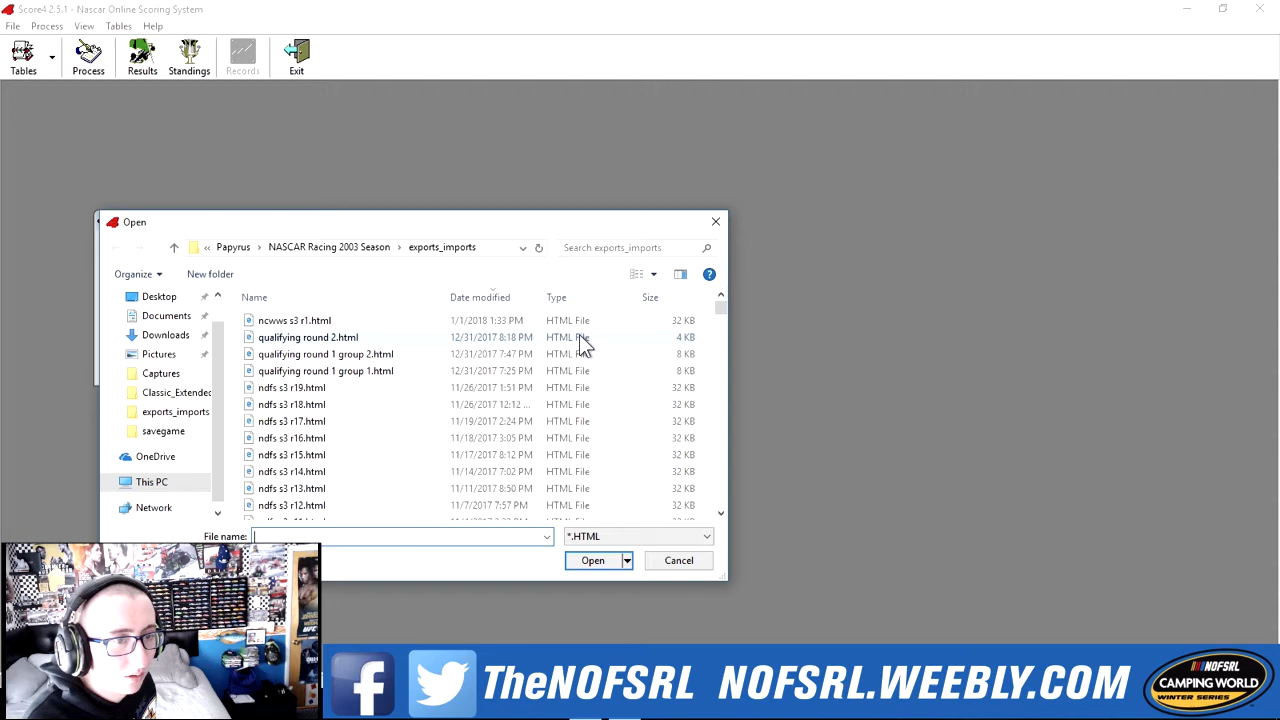 Score4 2.5.1 - Nascar Online Scoring System
File Process View Tables Help
Tables Process Results Standings Records Exit
Open
« Papyrus > NASCAR Racing 2003 Season > exports_imports Search exports_imports
Organize New folder
Name Date modified Type Size
Desktop
Documents
Downloads
Pictures
Captures
Classic_Extended
exports_imports
savegame
OneDrive
This PC
Network
ncwws s3 r1.html 1/1/2018 1:33 PM HTML File 32 KB
qualifying round 2.html 12/31/2017 8:18 PM HTML File 4 KB
qualifying round 1 group 2.html 12/31/2017 7:47 PM HTML File 8 KB
qualifying round 1 group 1.html 12/31/2017 7:25 PM HTML File 8 KB
ndfs s3 r19.html 11/26/2017 1:51 PM HTML File 32 KB
ndfs s3 r18.html 11/26/2017 12:12 ... HTML File 32 KB
ndfs s3 r17.html 11/19/2017 2:24 PM HTML File 32 KB
ndfs s3 r16.html 11/18/2017 3:05 PM HTML File 32 KB
ndfs s3 r15.html 11/17/2017 8:12 PM HTML File 32 KB
ndfs s3 r14.html 11/14/2017 7:02 PM HTML File 32 KB
ndfs s3 r13.html 11/11/2017 8:50 PM HTML File 32 KB
ndfs s3 r12.html 11/7/2017 7:57 PM HTML File 32 KB
File name: *.HTML
Open Cancel
TheNOFSRL NOFSRL.WEEBLY.COM
NOFSRL
CAMPING WORLD
WINTER SERIES